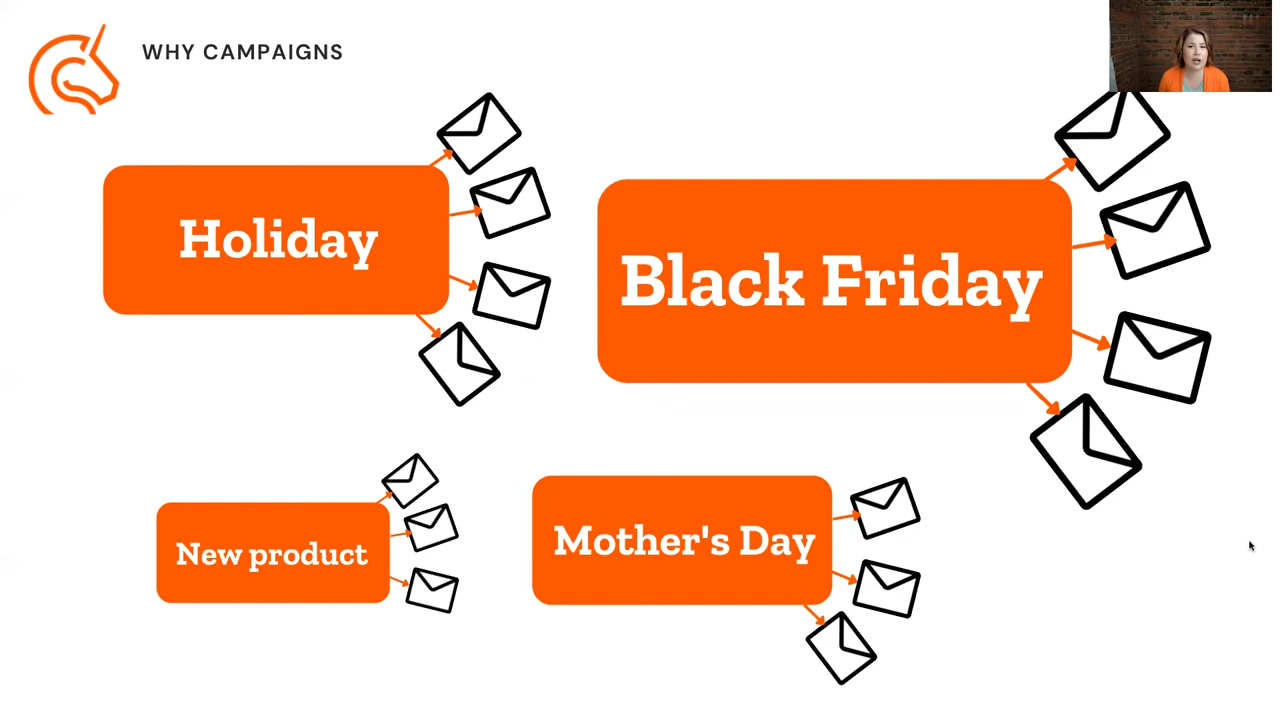 WHY CAMPAIGNS
Holiday
Black Friday
New product
Mother's Day